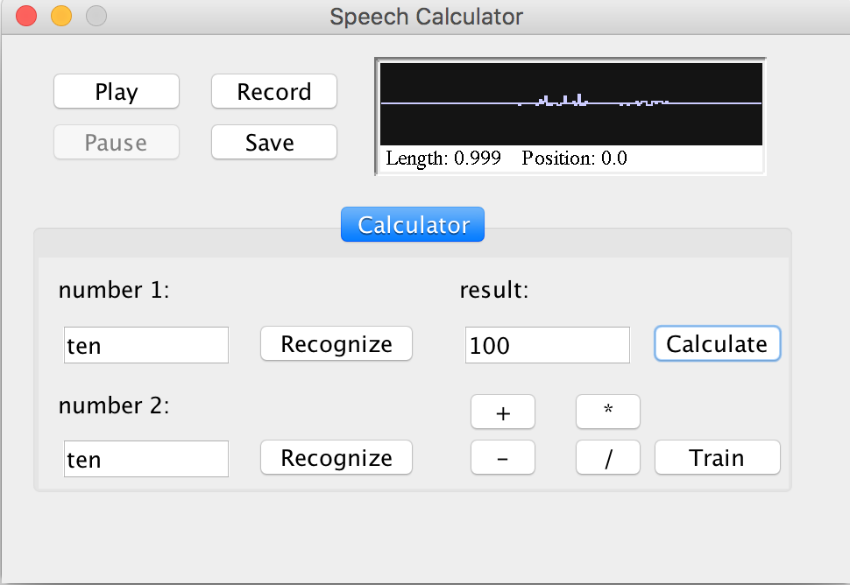 Speech Calculator
Play
Record
Pause
Save
Length: 0.999 Position: 0.0
Calculator
number 1:
result:
ten
Recognize
100
Calculate
number 2:
+
*
ten
Recognize
-
/
Train